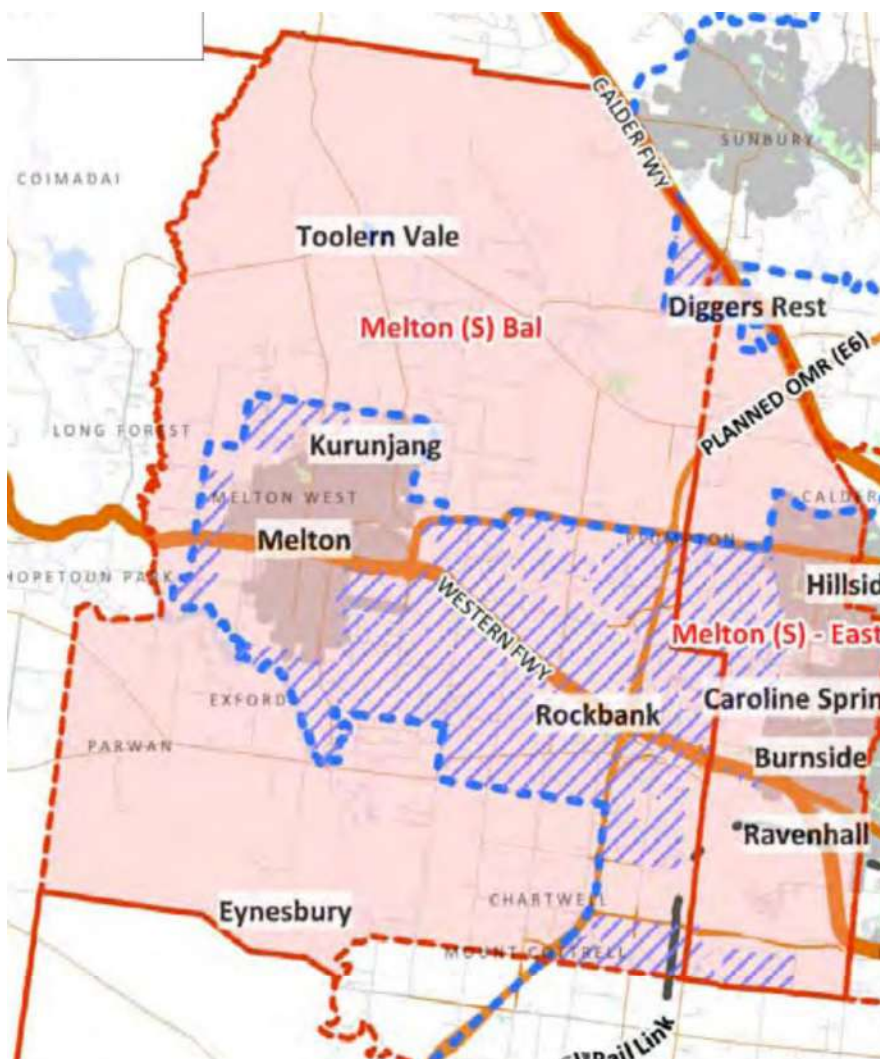 CALDER FWY
SUNBURY
COIMADAI
Toolern Vale
Diggers Rest
Melton (S) Bal
PLANNED OMR (E6)
LONG FOREST
Kurunjang
MELTON WEST
CALDER
Melton
HOPETOUN PARK
Hillsid
WESTERN FWY
Melton (S) - East
EXFORD
Caroline Sprin
Rockbank
PARWAN
Burnside
Ravenhall
CHARTWELL
Eynesbury
MOUNT COTTRELL
Rail Link